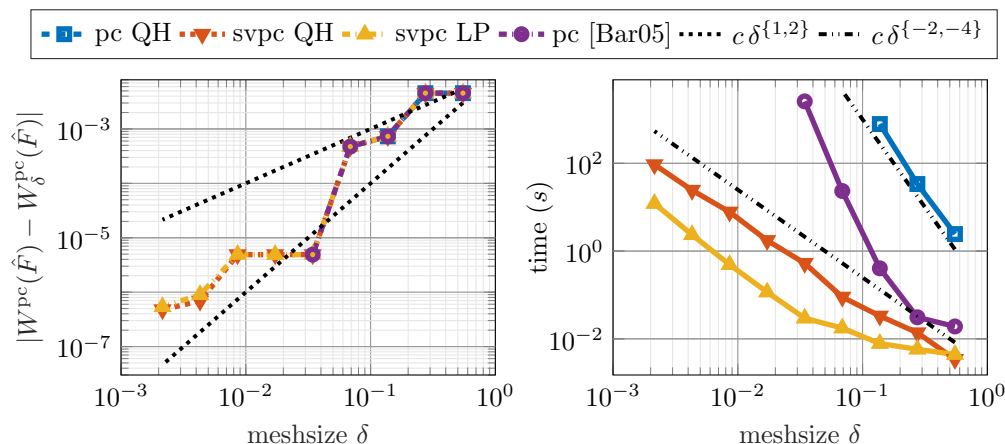 pc QH svpc QH svpc LP pc [Bar05] c δ^{1,2} c δ^{−2,−4}
|W^pc(F̂) − W_δ^pc(F̂)|
10^−3
10^−5
10^−7
10^−3 10^−2 10^−1 10^0
meshsize δ
time (s)
10^2
10^0
10^−2
10^−3 10^−2 10^−1 10^0
meshsize δ